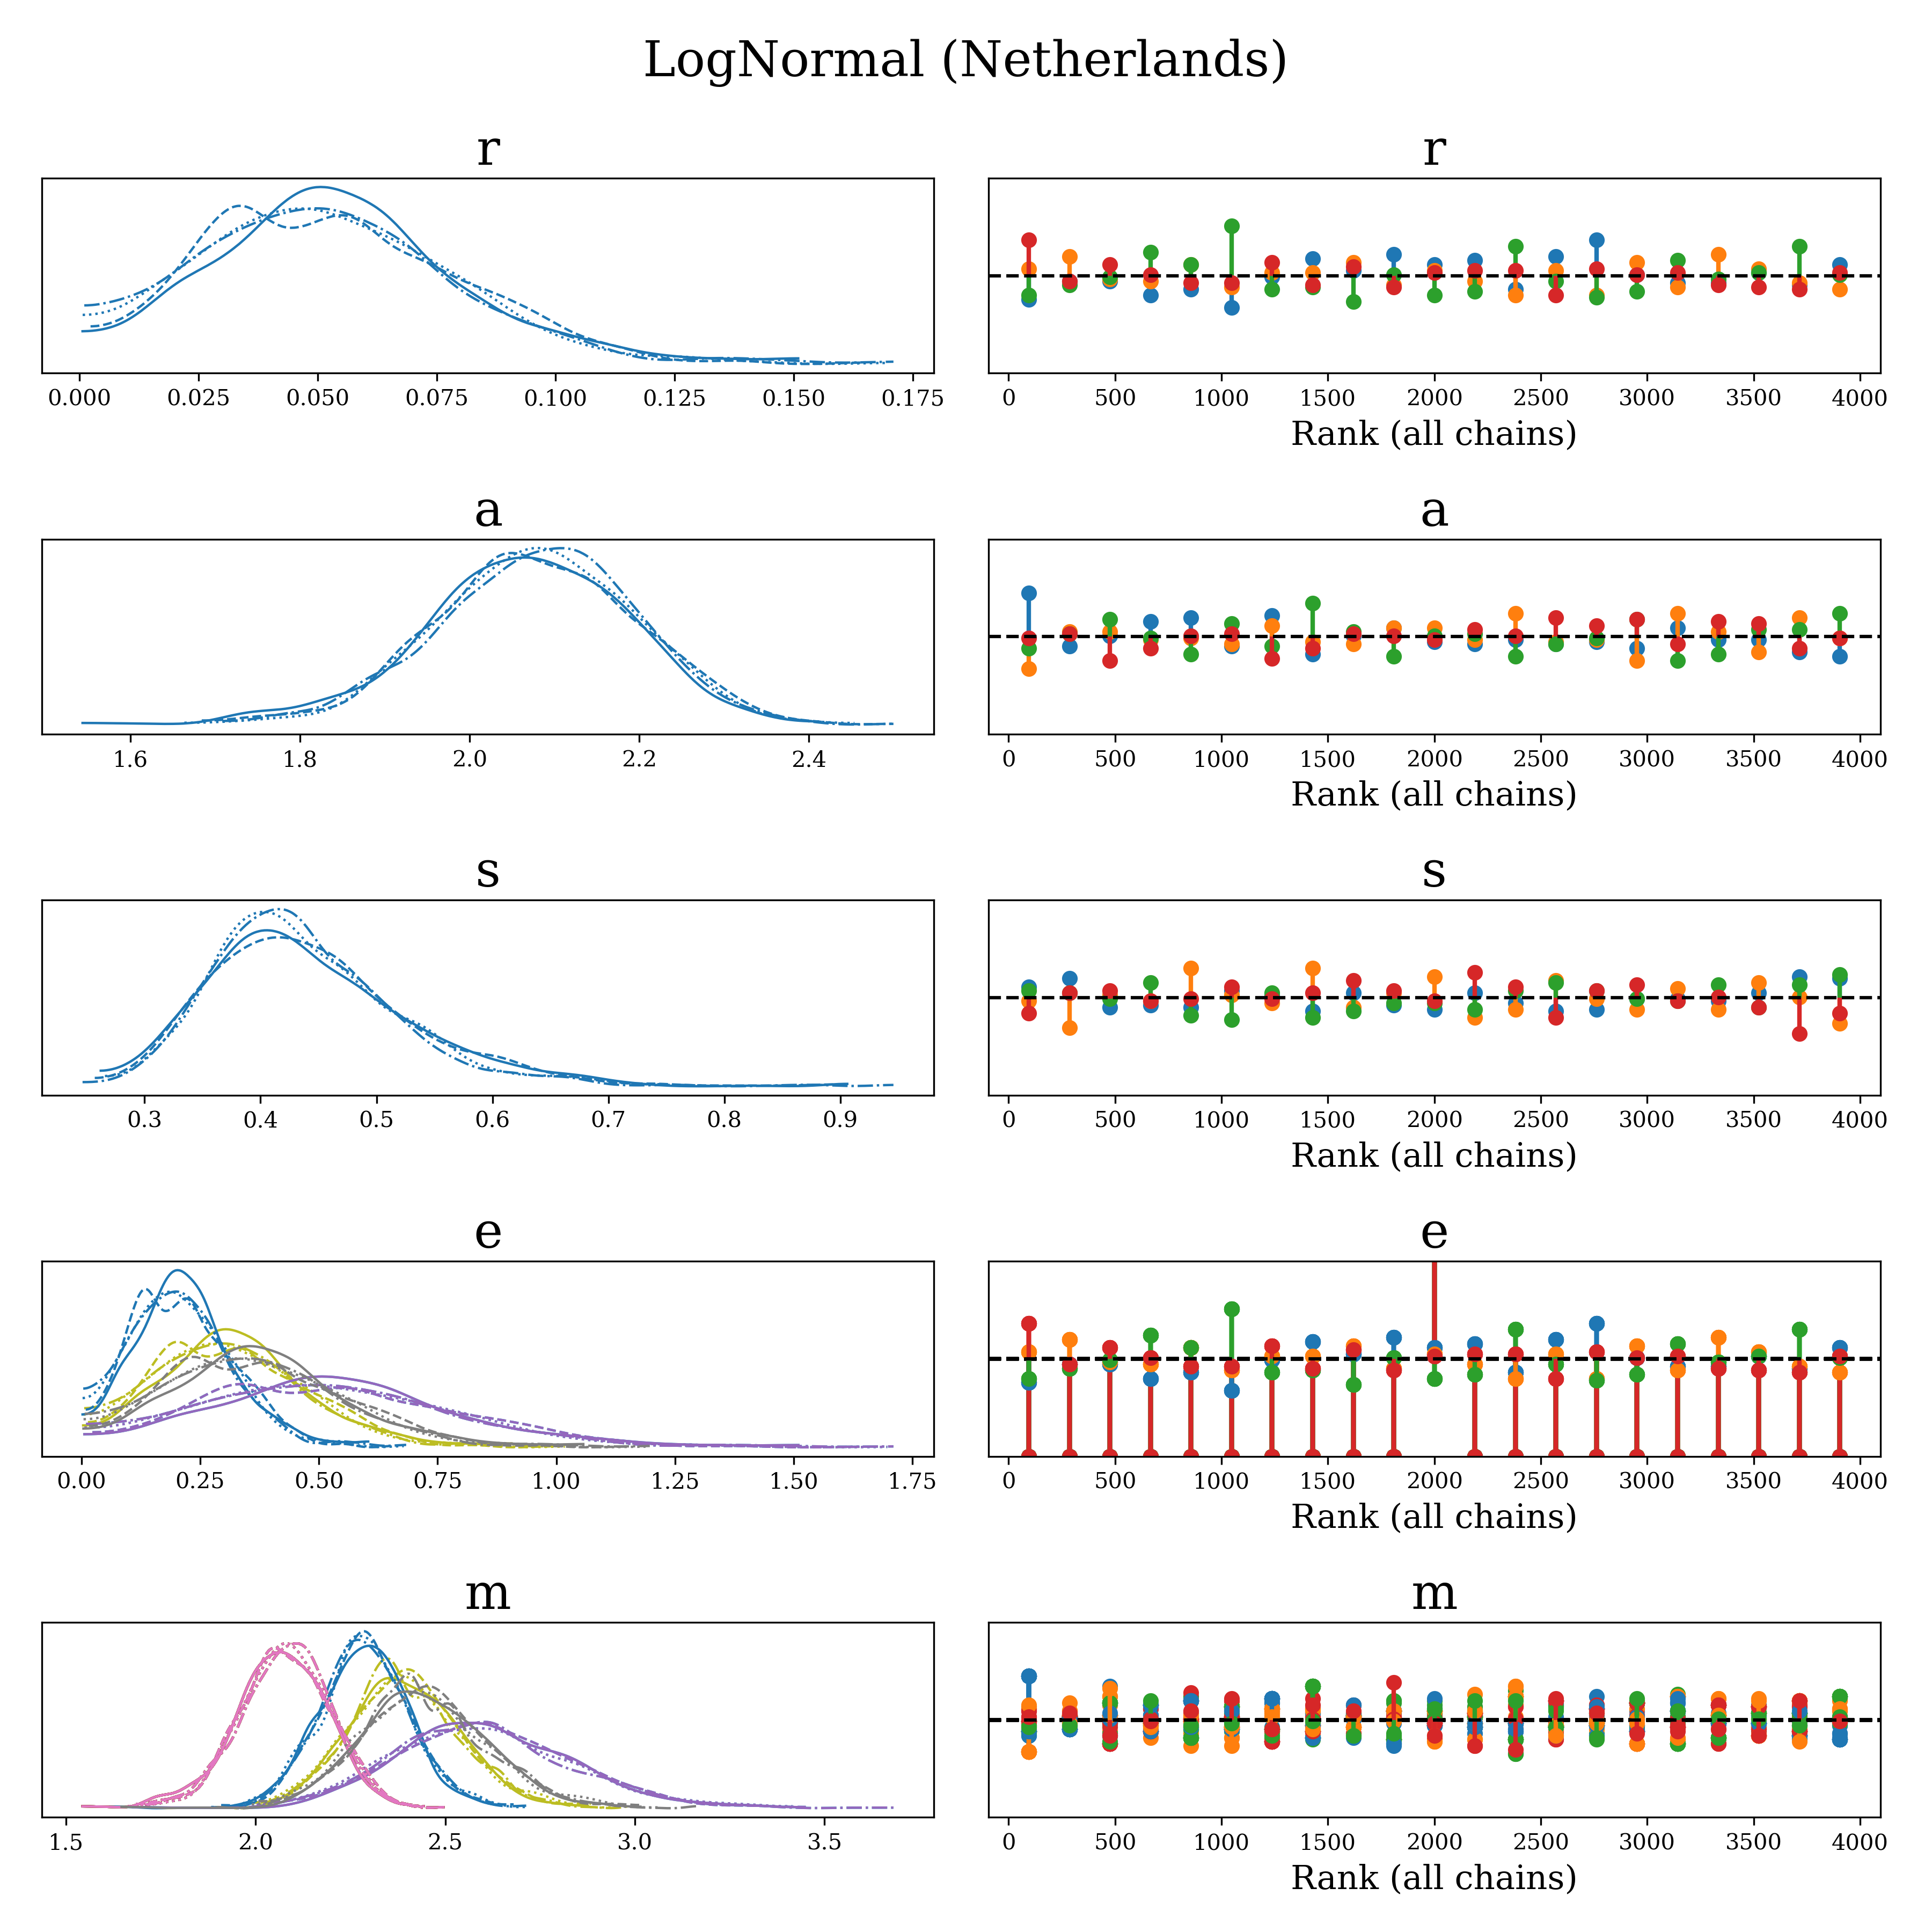 LogNormal (Netherlands)
r
r
0.000 0.025 0.050 0.075 0.100 0.125 0.150 0.175
0 500 1000 1500 2000 2500 3000 3500 4000
Rank (all chains)
a
a
1.6 1.8 2.0 2.2 2.4
0 500 1000 1500 2000 2500 3000 3500 4000
Rank (all chains)
s
s
0.3 0.4 0.5 0.6 0.7 0.8 0.9
0 500 1000 1500 2000 2500 3000 3500 4000
Rank (all chains)
e
e
0.00 0.25 0.50 0.75 1.00 1.25 1.50 1.75
0 500 1000 1500 2000 2500 3000 3500 4000
Rank (all chains)
m
m
1.5 2.0 2.5 3.0 3.5
0 500 1000 1500 2000 2500 3000 3500 4000
Rank (all chains)